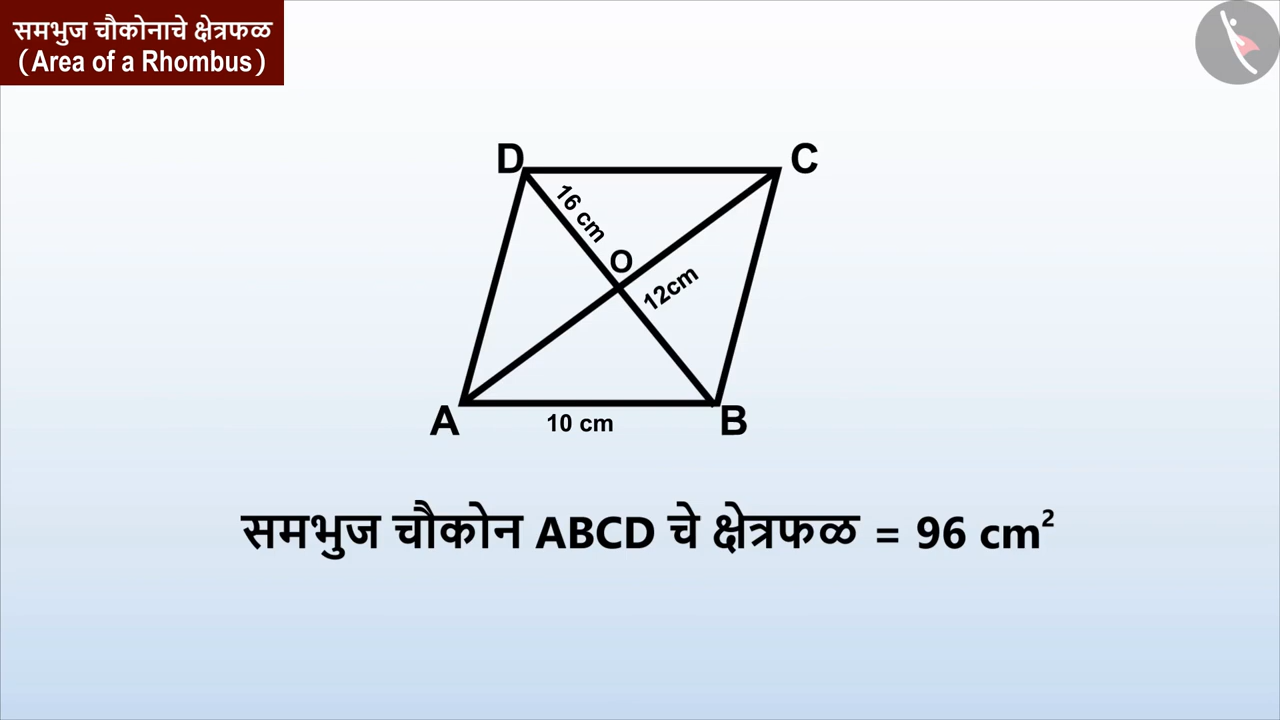 समभुज चौकोनाचे क्षेत्रफळ
(Area of a Rhombus)
D
C
16 cm
O
12cm
A
10 cm
B
समभुज चौकोन ABCD चे क्षेत्रफळ = 96 cm²